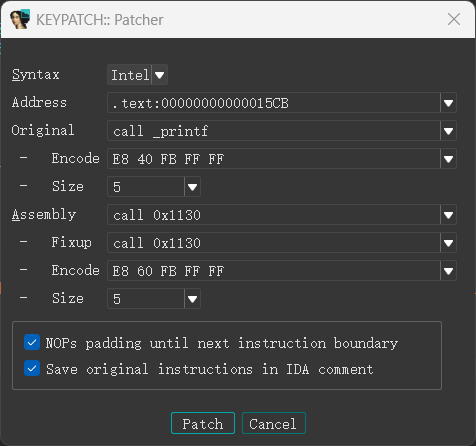 KEYPATCH:: Patcher
Syntax Intel
Address .text:00000000000015CB
Original call _printf
- Encode E8 40 FB FF FF
- Size 5
Assembly call 0x1130
- Fixup call 0x1130
- Encode E8 60 FB FF FF
- Size 5
NOPs padding until next instruction boundary
Save original instructions in IDA comment
Patch Cancel